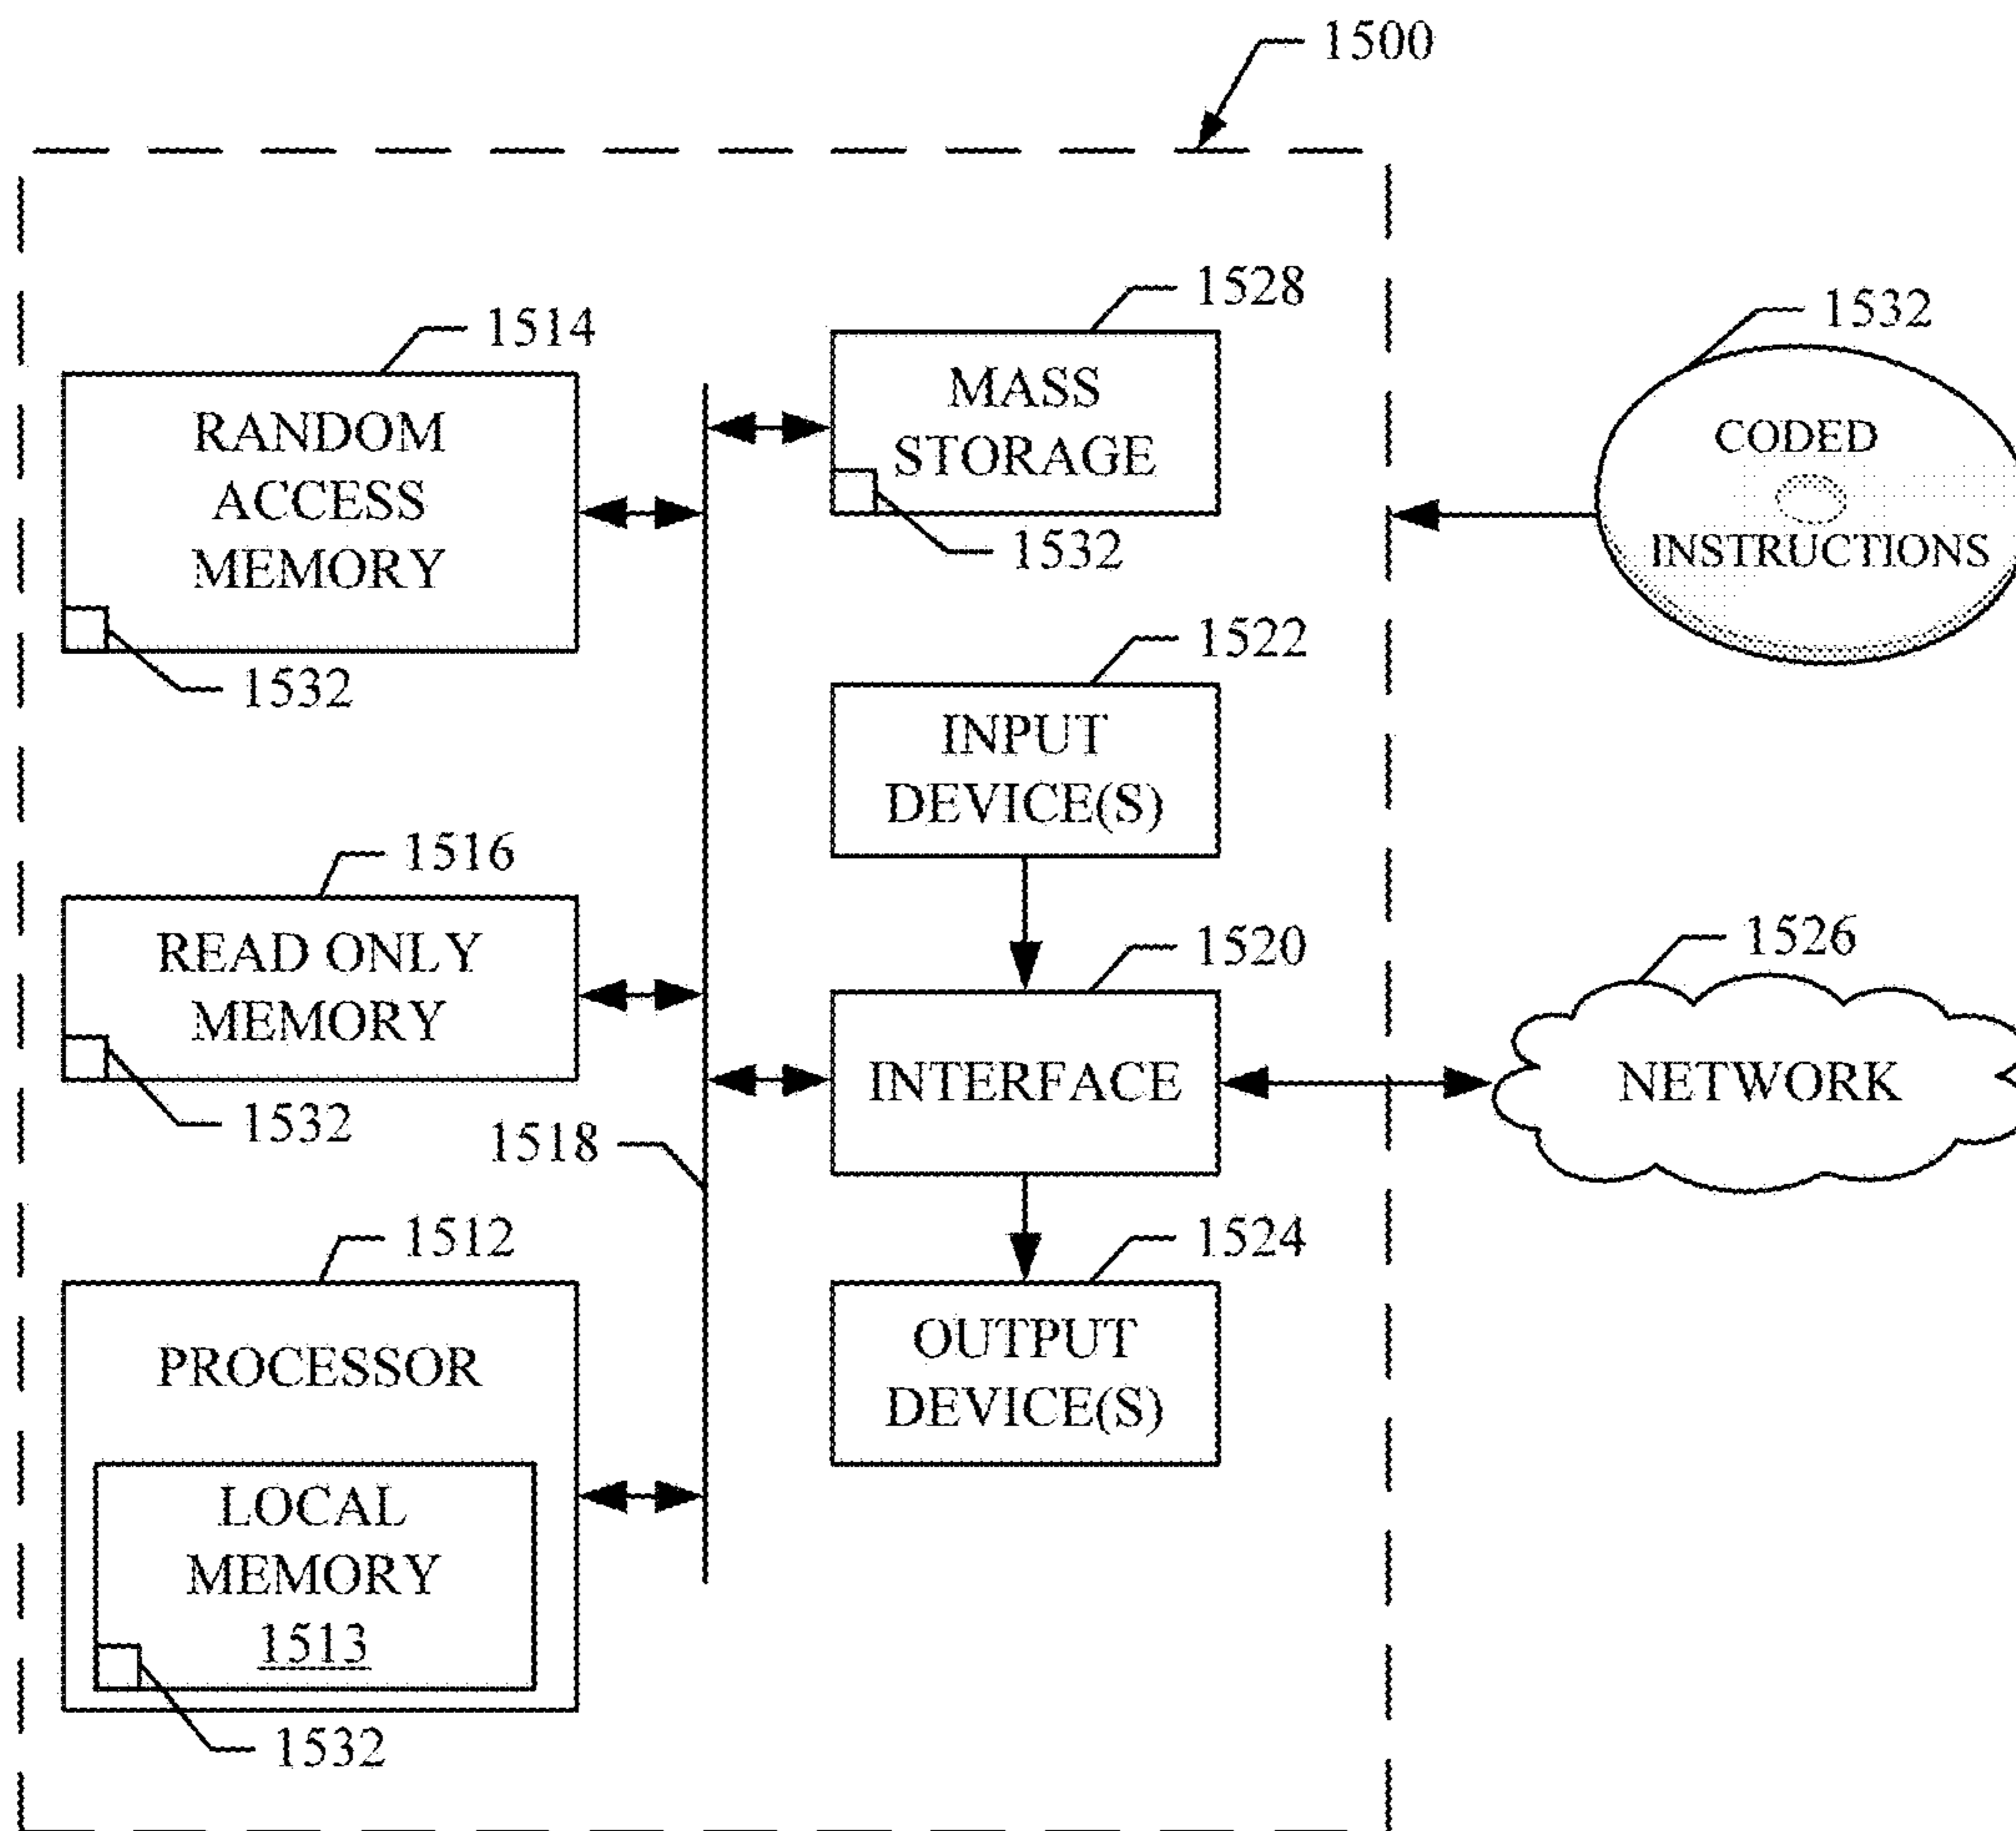 1500
1528
MASS
STORAGE
1532
1514
RANDOM
ACCESS
MEMORY
1532
1532
CODED
INSTRUCTIONS
1522
INPUT
DEVICE(S)
1516
READ ONLY
MEMORY
1532
1518
1520
INTERFACE
1526
NETWORK
1512
PROCESSOR
LOCAL
MEMORY
1513
1532
1524
OUTPUT
DEVICE(S)